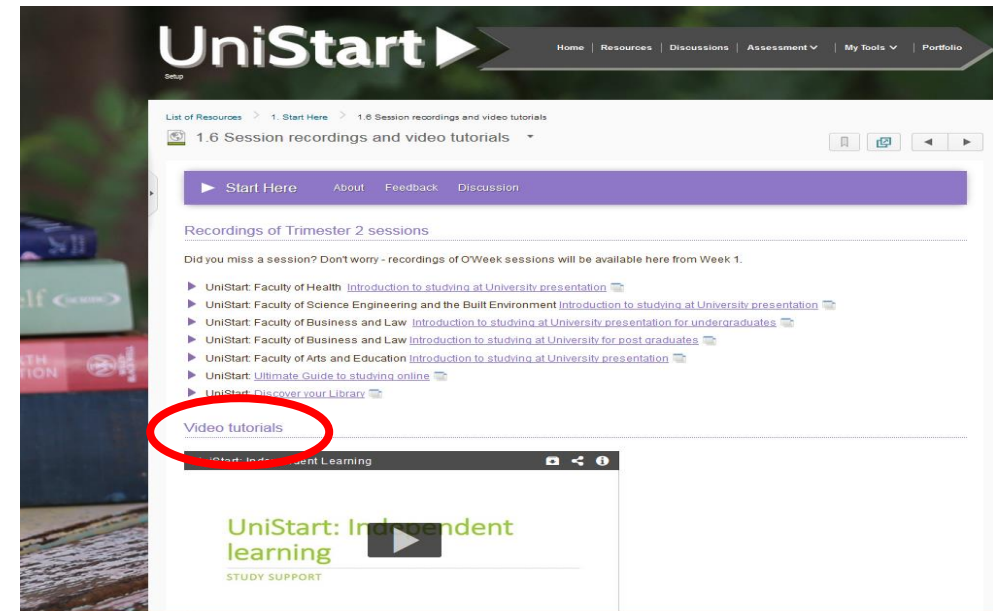 UniStart
Home | Resources | Discussions | Assessment | My Tools | Portfolio
Setup
List of Resources > 1. Start Here > 1.6 Session recordings and video tutorials
1.6 Session recordings and video tutorials
Start Here About Feedback Discussion
Recordings of Trimester 2 sessions
Did you miss a session? Don't worry - recordings of O'Week sessions will be available here from Week 1.
UniStart: Faculty of Health Introduction to studying at University presentation
UniStart: Faculty of Science Engineering and the Built Environment Introduction to studying at University presentation
UniStart: Faculty of Business and Law Introduction to studying at University presentation for undergraduates
UniStart: Faculty of Business and Law Introduction to studying at University for post graduates
UniStart: Faculty of Arts and Education Introduction to studying at University presentation
UniStart: Ultimate Guide to studying online
UniStart: Discover your Library
Video tutorials
UniStart: Independent Learning
UniStart: Independent
learning
STUDY SUPPORT